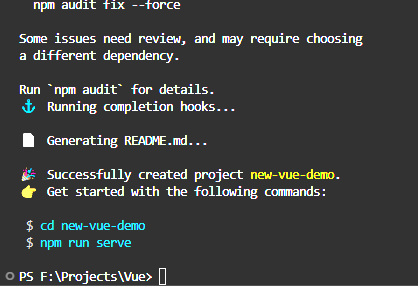 npm audit fix --force
Some issues need review, and may require choosing
a different dependency.
Run `npm audit` for details.
⚓ Running completion hooks...
📄 Generating README.md...
🎉 Successfully created project new-vue-demo.
👉 Get started with the following commands:
$ cd new-vue-demo
$ npm run serve
PS F:\Projects\Vue>